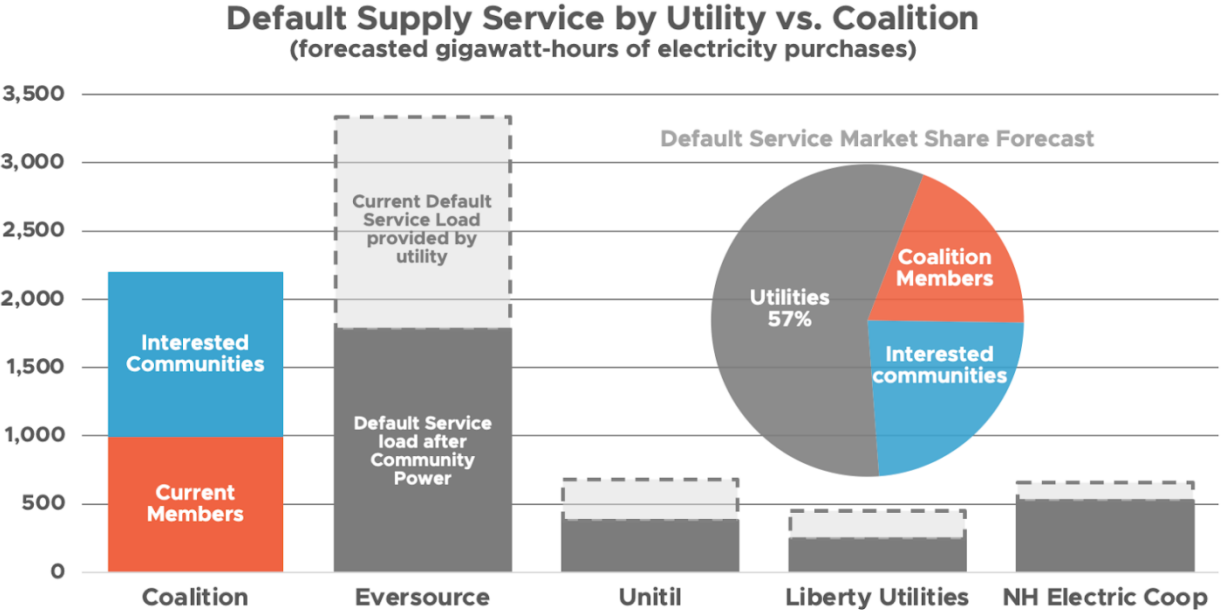 Default Supply Service by Utility vs. Coalition
(forecasted gigawatt-hours of electricity purchases)
3,500
3,000
2,500
2,000
1,500
1,000
500
0
Interested
Communities
Current
Members
Current Default
Service Load
provided by
utility
Default Service
load after
Community
Power
Default Service Market Share Forecast
Utilities
57%
Coalition
Members
Interested
communities
Coalition
Eversource
Unitil
Liberty Utilities
NH Electric Coop